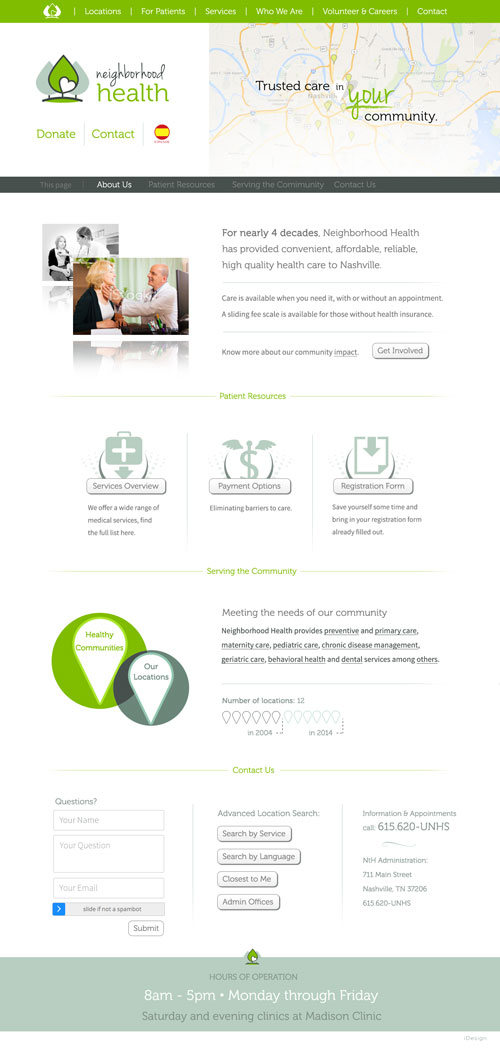 Locations | For Patients | Services | Who We Are | Volunteer & Careers | Contact
neighborhood
health
Trusted care in
your
community.
Nashville
Donate | Contact
This page | About Us Patient Resources Serving the Comimunity Contact Us
For nearly 4 decades, Neighborhood Health
has provided convenient, affordable, reliable,
high quality health care to Nashville.
Care is available when you need it, with or without an appointment.
A sliding fee scale is available for those without health insurance.
Know more about our community impact. Get Involved
Patient Resources
Services Overview
We offer a wide range of
medical services, find
the full list here.
Payment Options
Eliminating barriers to care.
Registration Form
Save yourself some time and
bring in your registration form
already filled out.
Serving the Community
Healthy
Communities
Our
Locations
Meeting the needs of our community
Neighborhood Health provides preventive and primary care,
maternity care, pediatric care, chronic disease management,
geriatric care, behavioral health and dental services among others.
Number of locations: 12
in 2004 in 2014
Contact Us
Questions?
Your Name
Your Question
Your Email
slide if not a spambot
Submit
Advanced Location Search:
Search by Service
Search by Language
Closest to Me
Admin Offices
Information & Appointments
call: 615.620-UNHS
NtH Administration:
711 Main Street
Nashville, TN 37206
615.620-UNHS
HOURS OF OPERATION
8am - 5pm • Monday through Friday
Saturday and evening clinics at Madison Clinic
iDesign